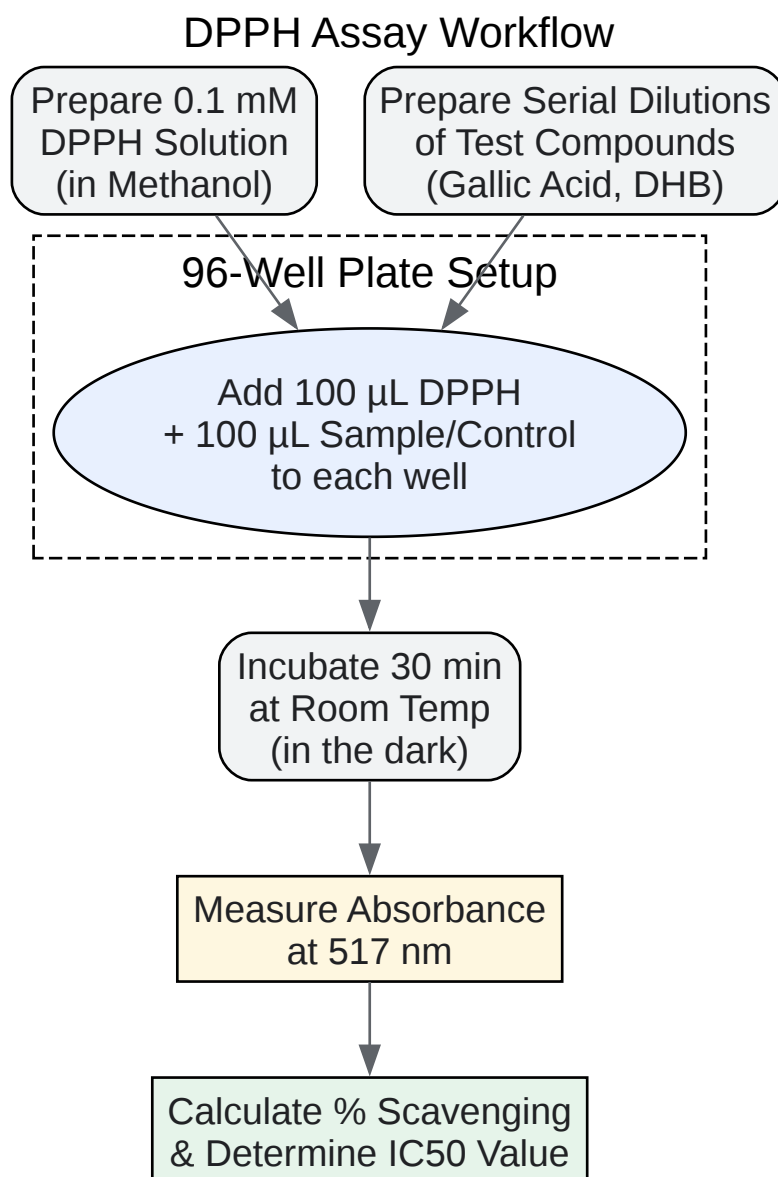 DPPH Assay Workflow
Prepare 0.1 mM
DPPH Solution
(in Methanol)
Prepare Serial Dilutions
of Test Compounds
(Gallic Acid, DHB)
96-Well Plate Setup
Add 100 µL DPPH
+ 100 µL Sample/Control
to each well
Incubate 30 min
at Room Temp
(in the dark)
Measure Absorbance
at 517 nm
Calculate % Scavenging
& Determine IC50 Value